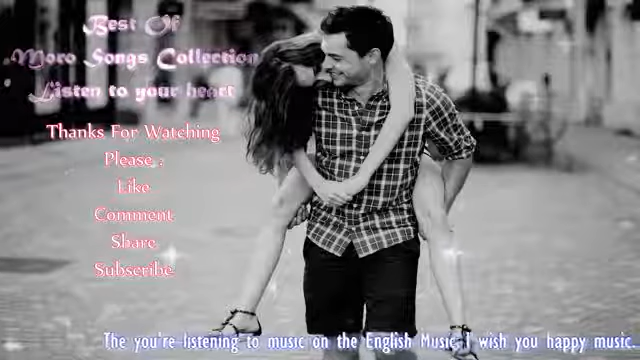 Best Of
Moro Songs Collection
Listen to your heart
Thanks For Watching
Please :
Like
Comment
Share
Subscribe
The you're listening to music on the English Music I wish you happy music.